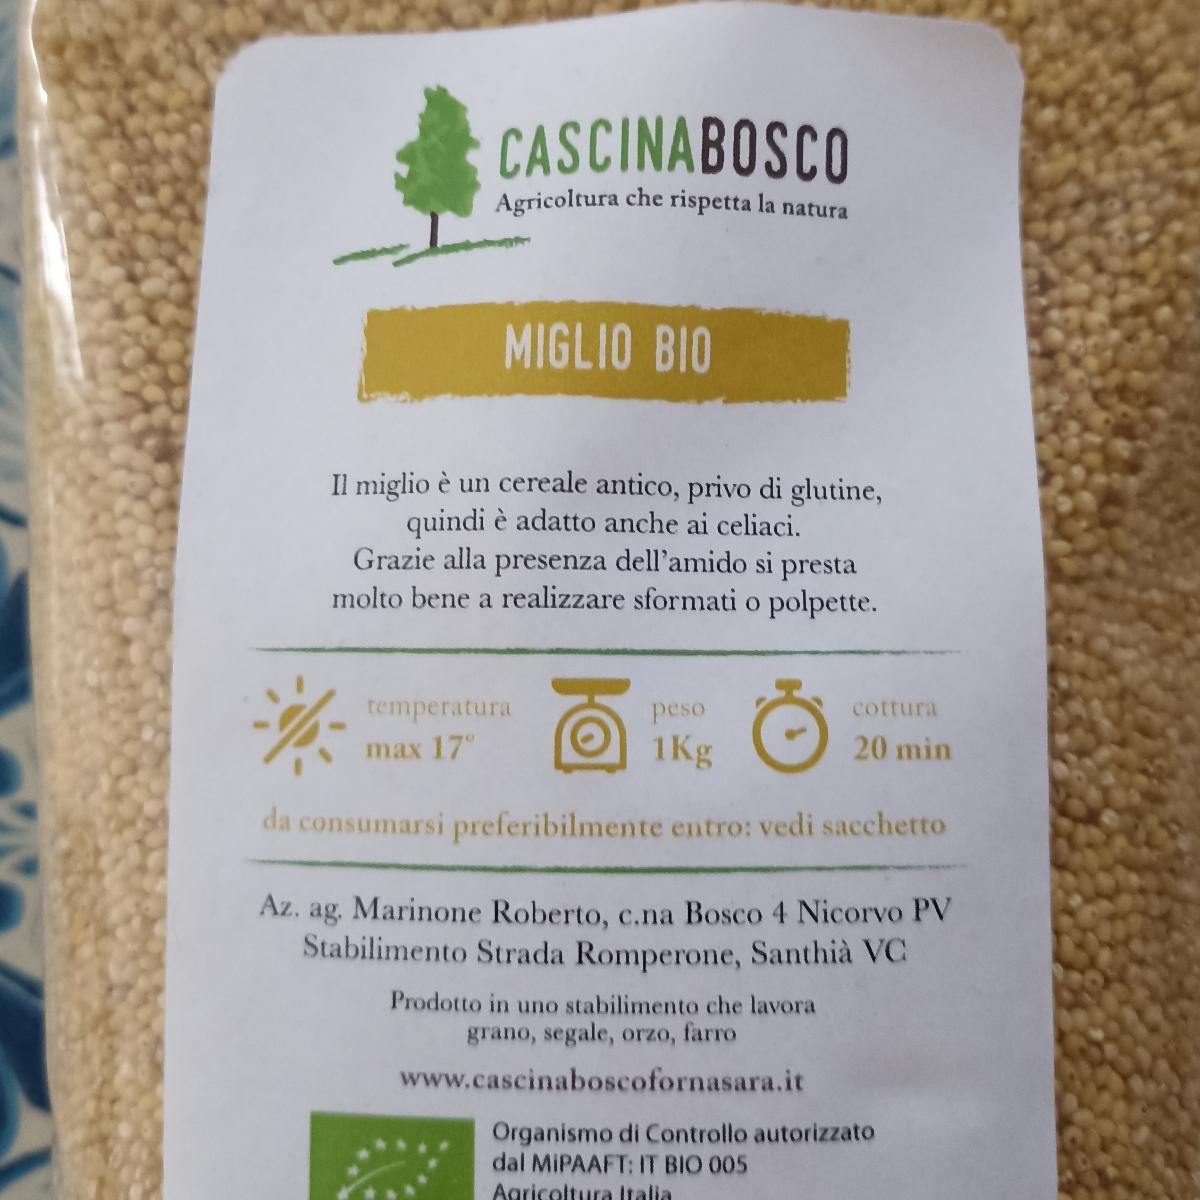 CASCINABOSCO
Agricoltura che rispetta la natura
MIGLIO BIO
Il miglio è un cereale antico, privo di glutine,
quindi è adatto anche ai celiaci.
Grazie alla presenza dell'amido si presta
molto bene a realizzare sformati o polpette.
temperatura
max 17°
peso
1Kg
cottura
20 min
da consumarsi preferibilmente entro: vedi sacchetto
Az. ag. Marinone Roberto, c.na Bosco 4 Nicorvo PV
Stabilimento Strada Romperone, Santhià VC
Prodotto in uno stabilimento che lavora
grano, segale, orzo, farro
www.cascinaboscofornasara.it
Organismo di Controllo autorizzato
dal MiPAAFT: IT BIO 005
Agricoltura Italia